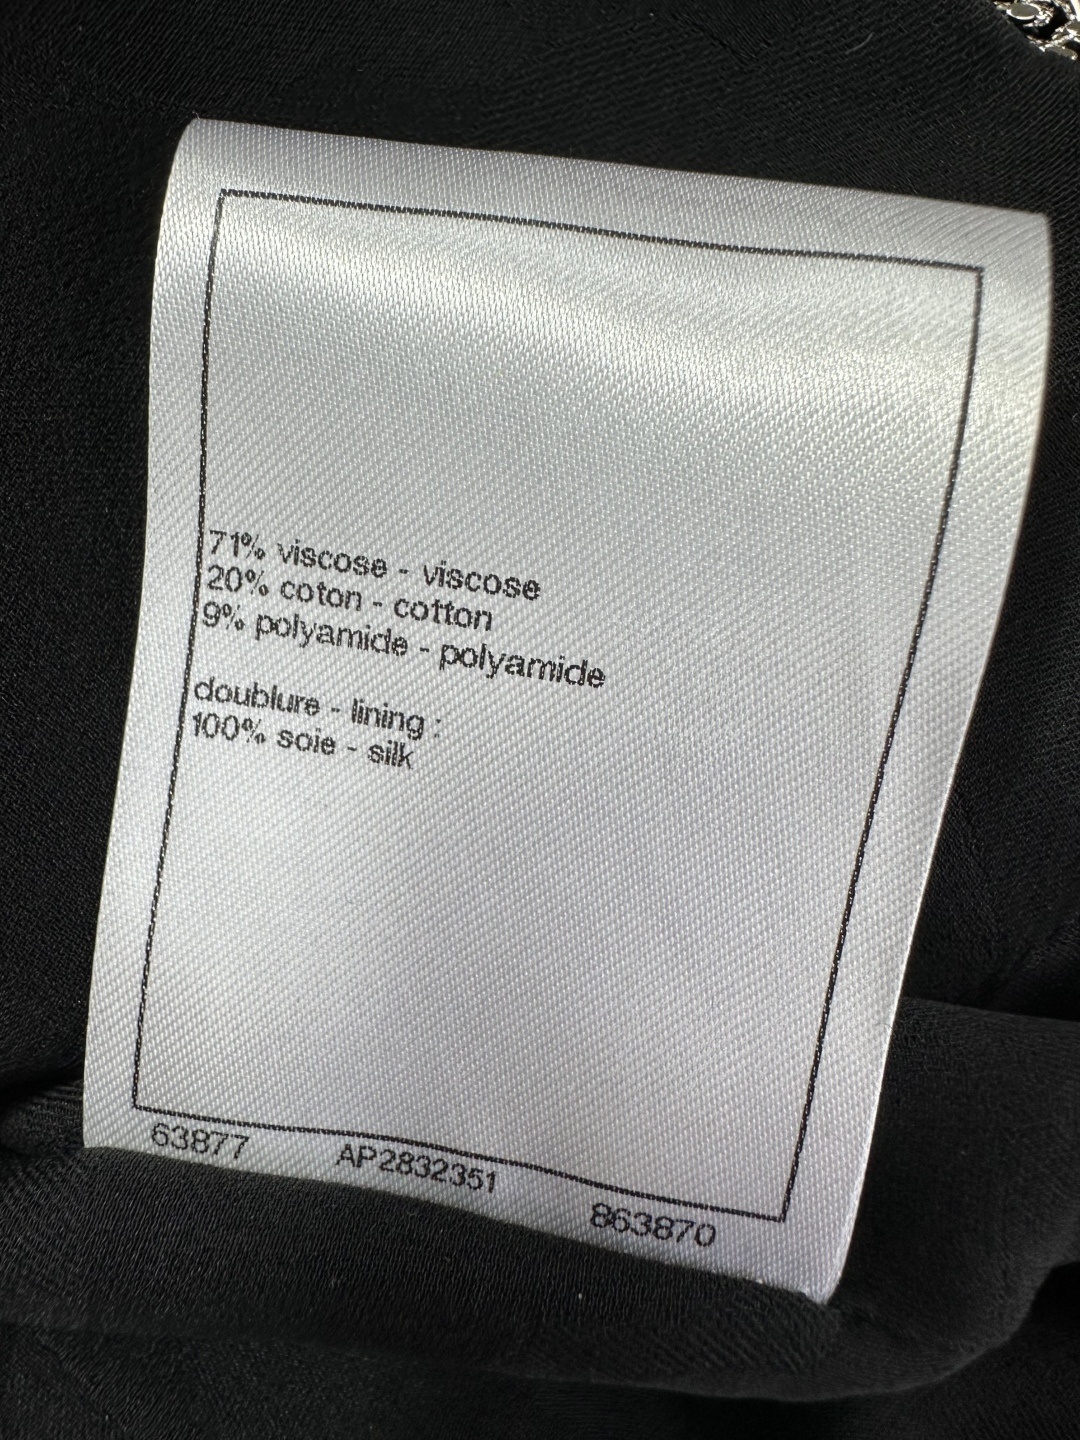 71% viscose - viscose
20% coton - cotton
9% polyamide - polyamide
doublure - lining :
100% soie - silk
63877 AP2832351 863870